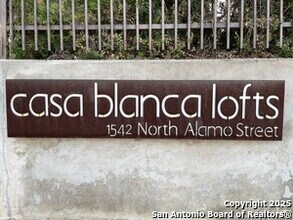 casa blanca lofts
1542 North Alamo Street
Copyright 2025
San Antonio Board of Realtors